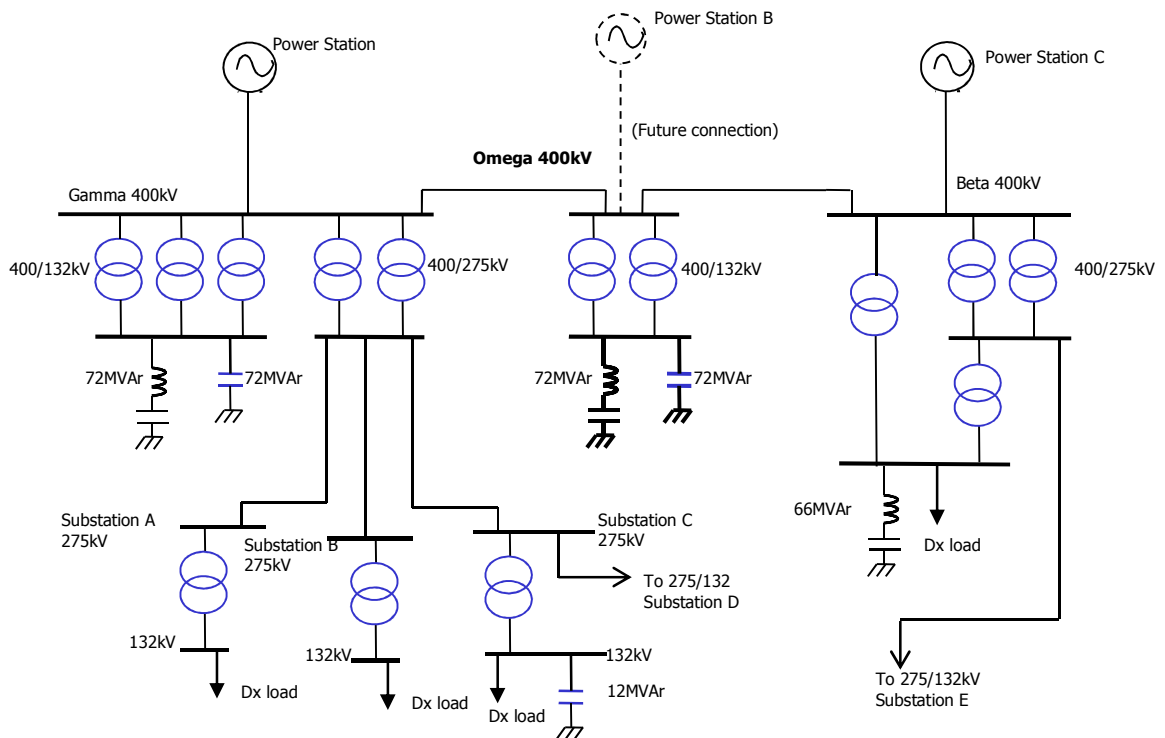 Power Station B
Power Station
Power Station C
(Future connection)
Omega 400kV
Gamma 400kV
Beta 400kV
400/132kV
400/275kV
400/132kV
400/275kV
72MVAr
72MVAr
72MVAr
72MVAr
66MVAr
Dx load
Substation A
275kV
Substation B
275kV
Substation C
275kV
To 275/132
Substation D
132kV
132kV
132kV
Dx load
Dx load
Dx load
12MVAr
To 275/132kV
Substation E